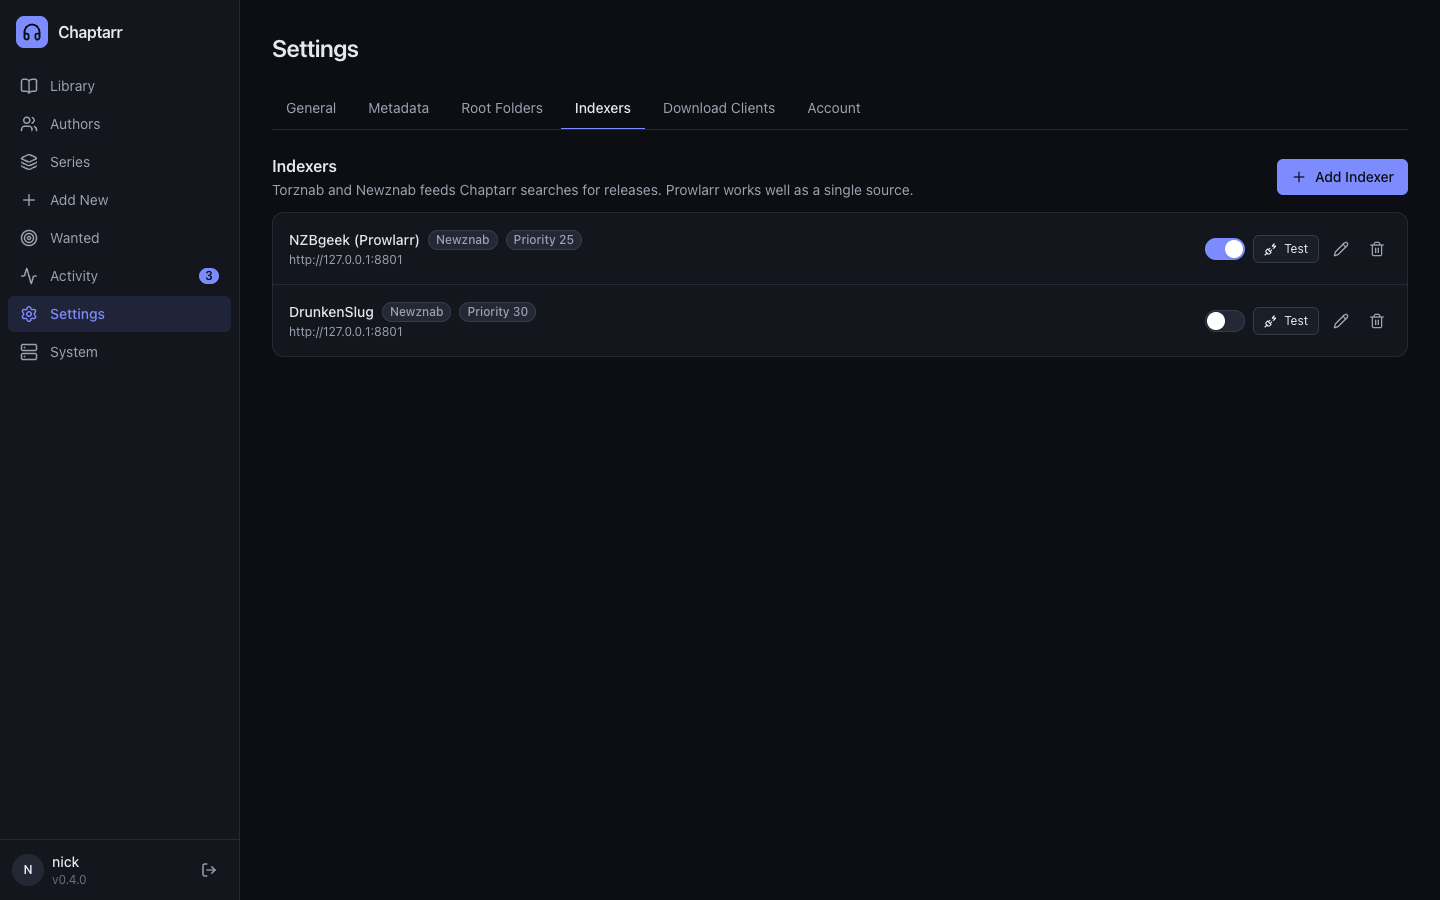 Chaptarr
Library
Authors
Series
Add New
Wanted
Activity 3
Settings
System
N nick
v0.4.0
Settings
General Metadata Root Folders Indexers Download Clients Account
Indexers
Torznab and Newznab feeds Chaptarr searches for releases. Prowlarr works well as a single source.
Add Indexer
NZBgeek (Prowlarr) Newznab Priority 25
http://127.0.0.1:8801
Test
DrunkenSlug Newznab Priority 30
http://127.0.0.1:8801
Test